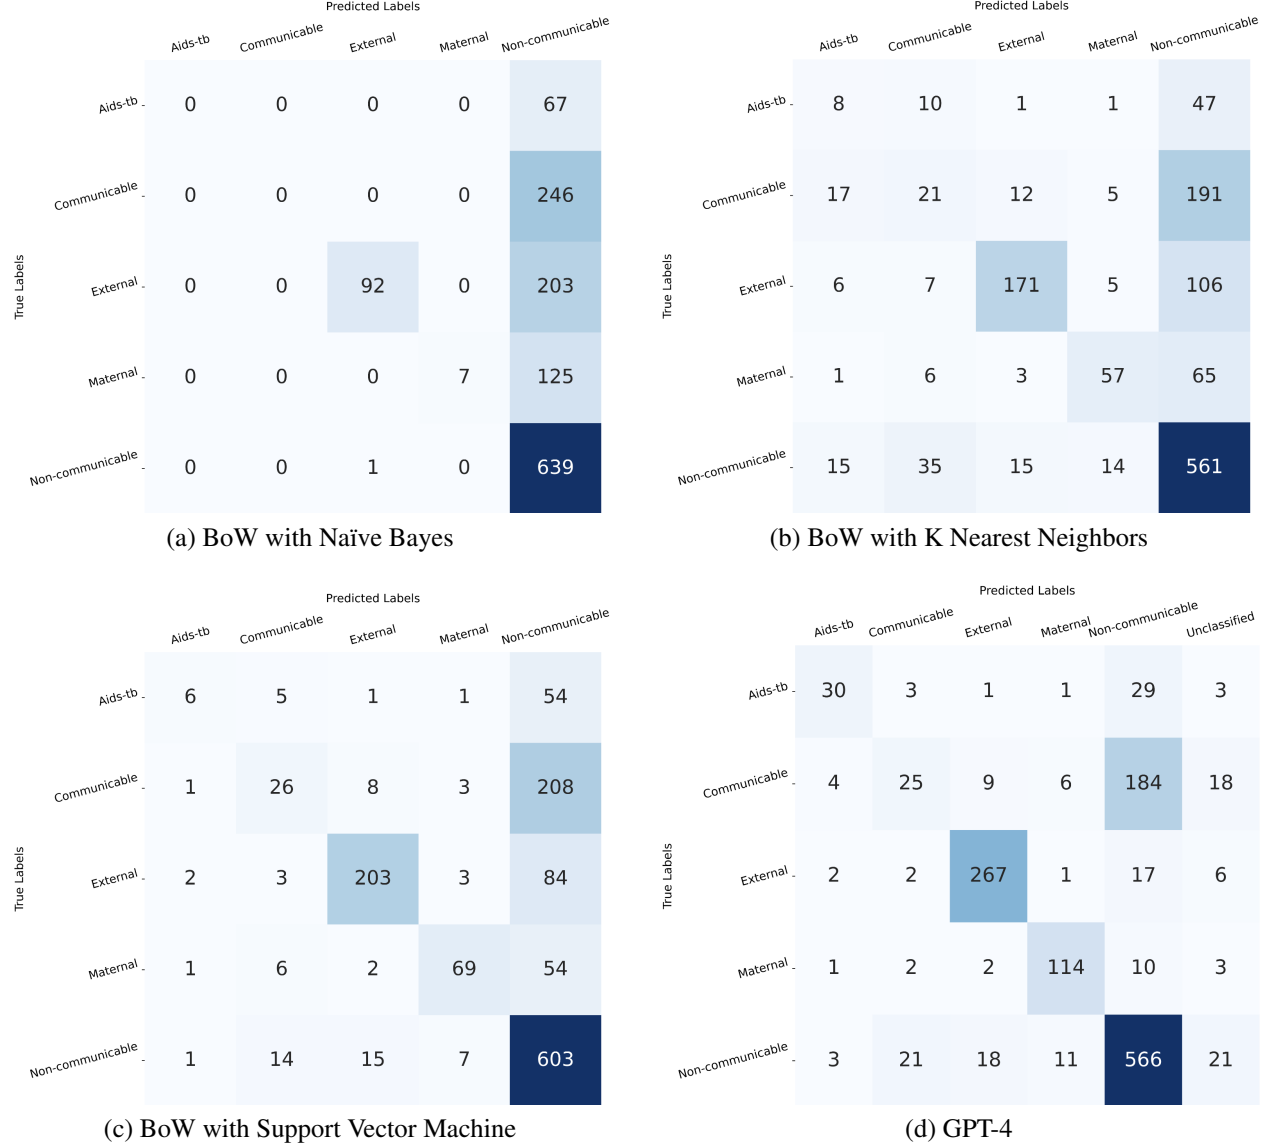 Predicted Labels
Aids-tb Communicable External Maternal Non-communicable
Aids-tb 0 0 0 0 67
Communicable 0 0 0 0 246
External 0 0 92 0 203
Maternal 0 0 0 7 125
Non-communicable 0 0 1 0 639
True Labels
(a) BoW with Naïve Bayes
Predicted Labels
Aids-tb Communicable External Maternal Non-communicable
Aids-tb 8 10 1 1 47
Communicable 17 21 12 5 191
External 6 7 171 5 106
Maternal 1 6 3 57 65
Non-communicable 15 35 15 14 561
True Labels
(b) BoW with K Nearest Neighbors
Predicted Labels
Aids-tb Communicable External Maternal Non-communicable
Aids-tb 6 5 1 1 54
Communicable 1 26 8 3 208
External 2 3 203 3 84
Maternal 1 6 2 69 54
Non-communicable 1 14 15 7 603
True Labels
(c) BoW with Support Vector Machine
Predicted Labels
Aids-tb Communicable External Maternal Non-communicable Unclassified
Aids-tb 30 3 1 1 29 3
Communicable 4 25 9 6 184 18
External 2 2 267 1 17 6
Maternal 1 2 2 114 10 3
Non-communicable 3 21 18 11 566 21
True Labels
(d) GPT-4